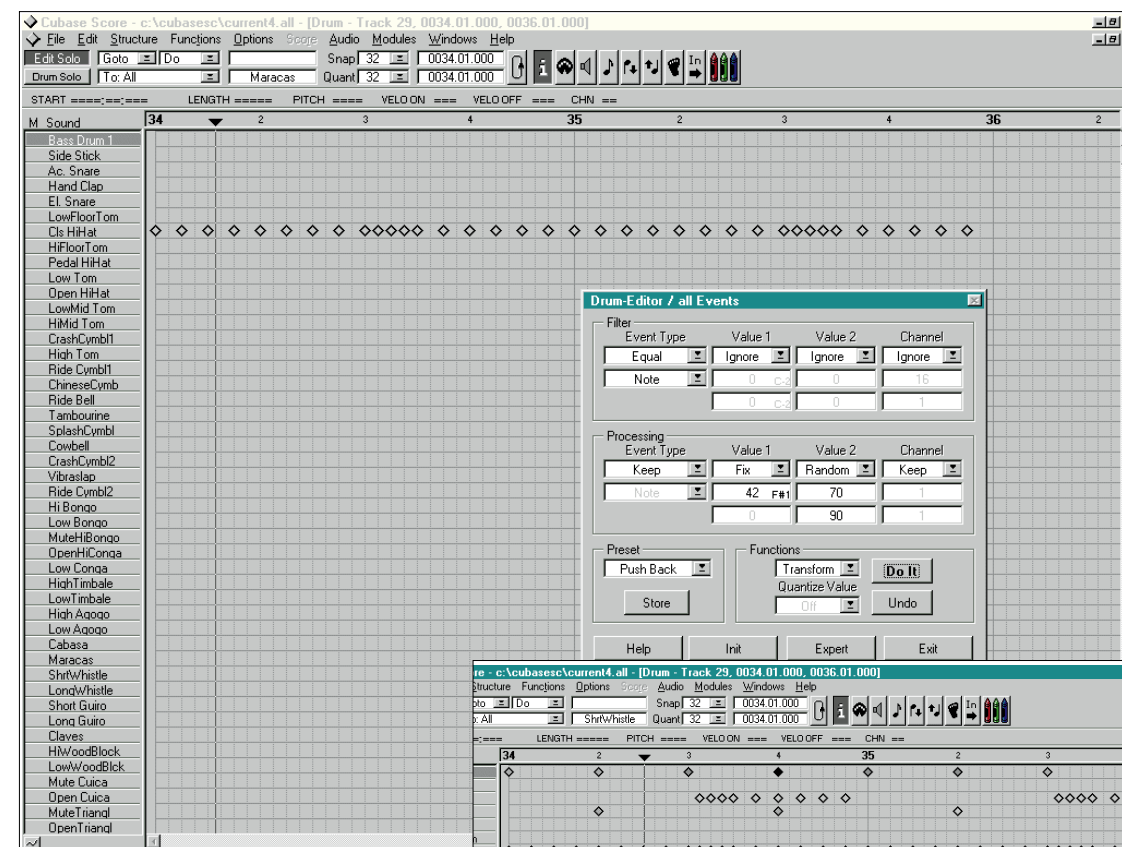 Cubase Score - c:\cubasesc\current4.all - [Drum - Track 29, 0034.01.000, 0036.01.000]
File Edit Structure Functions Options Score Audio Modules Windows Help
Edit Solo Goto Do Snap 32 0034.01.000 In
Drum Solo To: All Maracas Quant 32 0034.01.000
START ====:==:=== LENGTH ===== PITCH ==== VELO ON === VELO OFF === CHN ==
M Sound 34 2 3 4 35 2 3 4 36 2
Bass Drum 1
Side Stick
Ac. Snare
Hand Clap
El. Snare
LowFloorTom
Cls HiHat
HiFloorTom
Pedal HiHat
Low Tom
Open HiHat
LowMid Tom
HiMid Tom
CrashCymbl1
High Tom
Ride Cymbl1
ChineseCymb
Ride Bell
Tambourine
SplashCymbl
Cowbell
CrashCymbl2
Vibraslap
Ride Cymbl2
Hi Bongo
Low Bongo
MuteHiBongo
OpenHiConga
Low Conga
HighTimbale
LowTimbale
High Agogo
Low Agogo
Cabasa
Maracas
ShrtWhistle
LongWhistle
Short Guiro
Long Guiro
Claves
HiWoodBlock
LowWoodBlck
Mute Cuica
Open Cuica
MuteTriangl
OpenTriangl
Drum-Editor / all Events
Filter
Event Type Value 1 Value 2 Channel
Equal Ignore Ignore Ignore
Note 0 C-2 0 16
0 C-2 0 1
Processing
Event Type Value 1 Value 2 Channel
Keep Fix Random Keep
Note 42 F#1 70 1
0 90 1
Preset Functions
Push Back Transform Do It
Quantize Value
Store Off Undo
Help Init Expert Exit
re - c:\cubasesc\current4.all - [Drum - Track 29, 0034.01.000, 0036.01.000]
Structure Functions Options Score Audio Modules Windows Help
oto Do Snap 32 0034.01.000 In
o: All ShrtWhistle Quant 32 0034.01.000
=:=== LENGTH ===== PITCH ==== VELO ON === VELO OFF === CHN ==
34 2 3 4 35 2 3